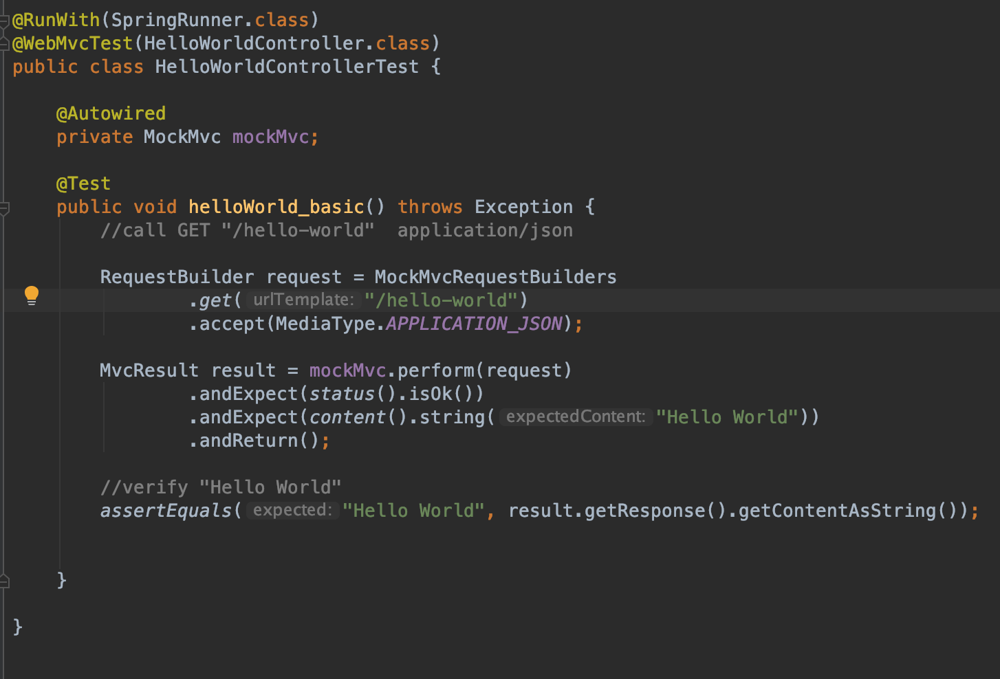 @RunWith(SpringRunner.class)
@WebMvcTest(HelloWorldController.class)
public class HelloWorldControllerTest {
@Autowired
private MockMvc mockMvc;
@Test
public void helloWorld_basic() throws Exception {
//call GET "/hello-world"  application/json
RequestBuilder request = MockMvcRequestBuilders
.get( urlTemplate: "/hello-world")
.accept(MediaType.APPLICATION_JSON);
MvcResult result = mockMvc.perform(request)
.andExpect(status().isOk())
.andExpect(content().string( expectedContent: "Hello World"))
.andReturn();
//verify "Hello World"
assertEquals( expected: "Hello World", result.getResponse().getContentAsString());
}
}